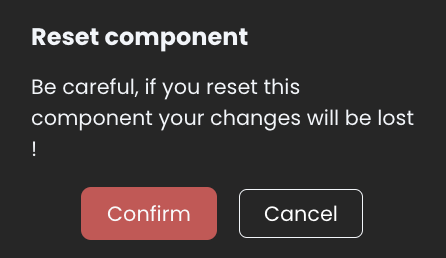 Reset component
Be careful, if you reset this
component your changes will be lost
!
Confirm
Cancel